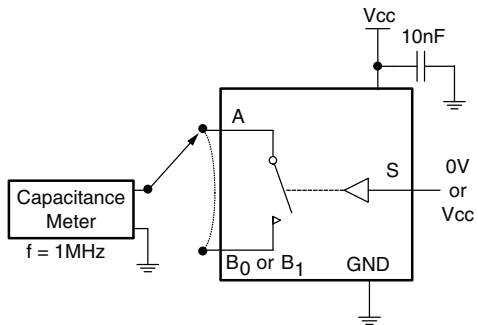 Vcc
10nF
A
S
0V
or
Vcc
Capacitance
Meter
f = 1MHz
B₀ or B₁
GND